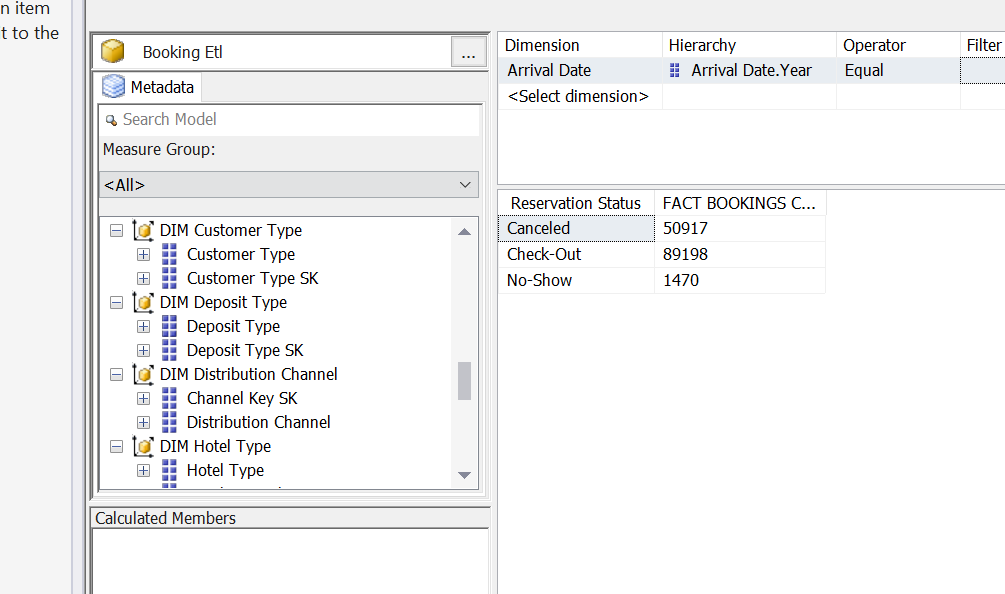 n item
t to the
Booking Etl
...
Metadata
Search Model
Measure Group:
<All>
DIM Customer Type
Customer Type
Customer Type SK
DIM Deposit Type
Deposit Type
Deposit Type SK
DIM Distribution Channel
Channel Key SK
Distribution Channel
DIM Hotel Type
Hotel Type
Calculated Members
Dimension Hierarchy Operator Filter
Arrival Date Arrival Date.Year Equal
<Select dimension>
Reservation Status FACT BOOKINGS C...
Canceled 50917
Check-Out 89198
No-Show 1470